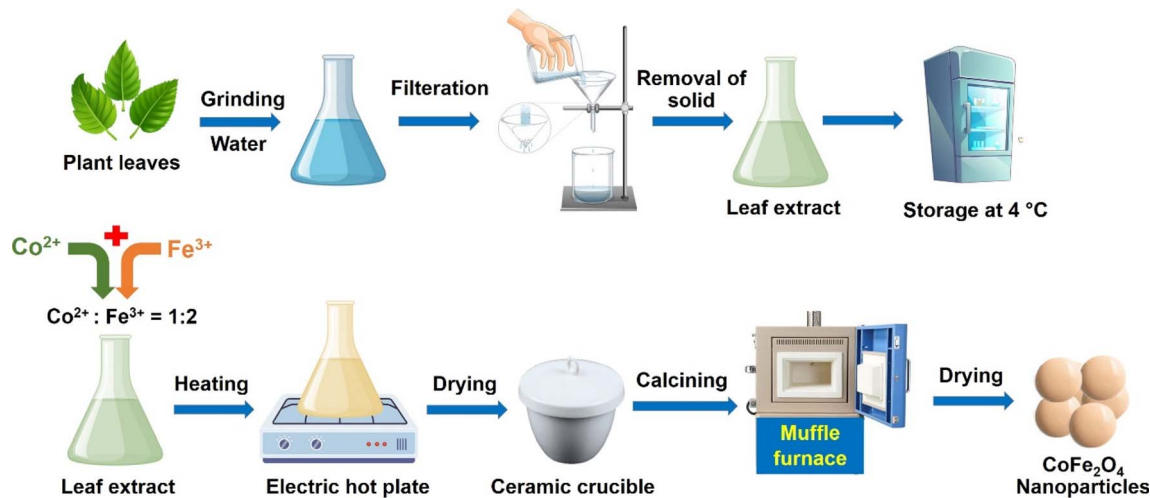 Plant leaves
Grinding
Water
Filteration
Removal of
solid
Leaf extract
Storage at 4 °C
°C
Co²⁺
Fe³⁺
Co²⁺ : Fe³⁺ = 1:2
Leaf extract
Heating
Electric hot plate
Drying
Ceramic crucible
Calcining
Muffle
furnace
Drying
CoFe₂O₄
Nanoparticles